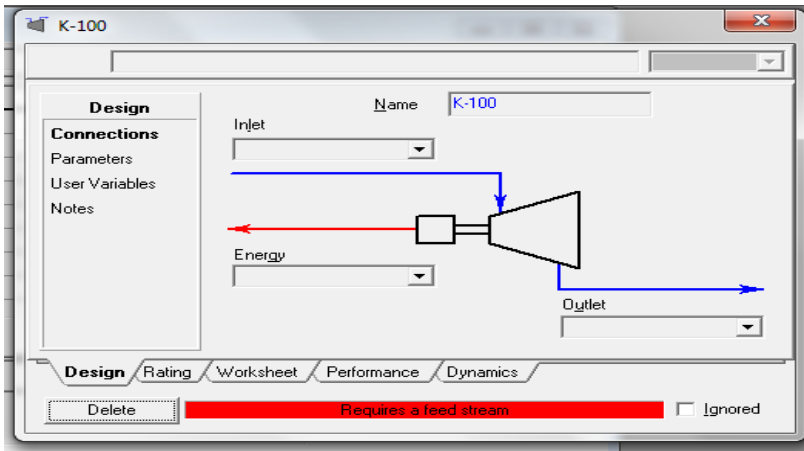 K-100
Design
Connections
Parameters
User Variables
Notes
Name K-100
Inlet
Energy
Outlet
Design Rating Worksheet Performance Dynamics
Delete Requires a feed stream Ignored